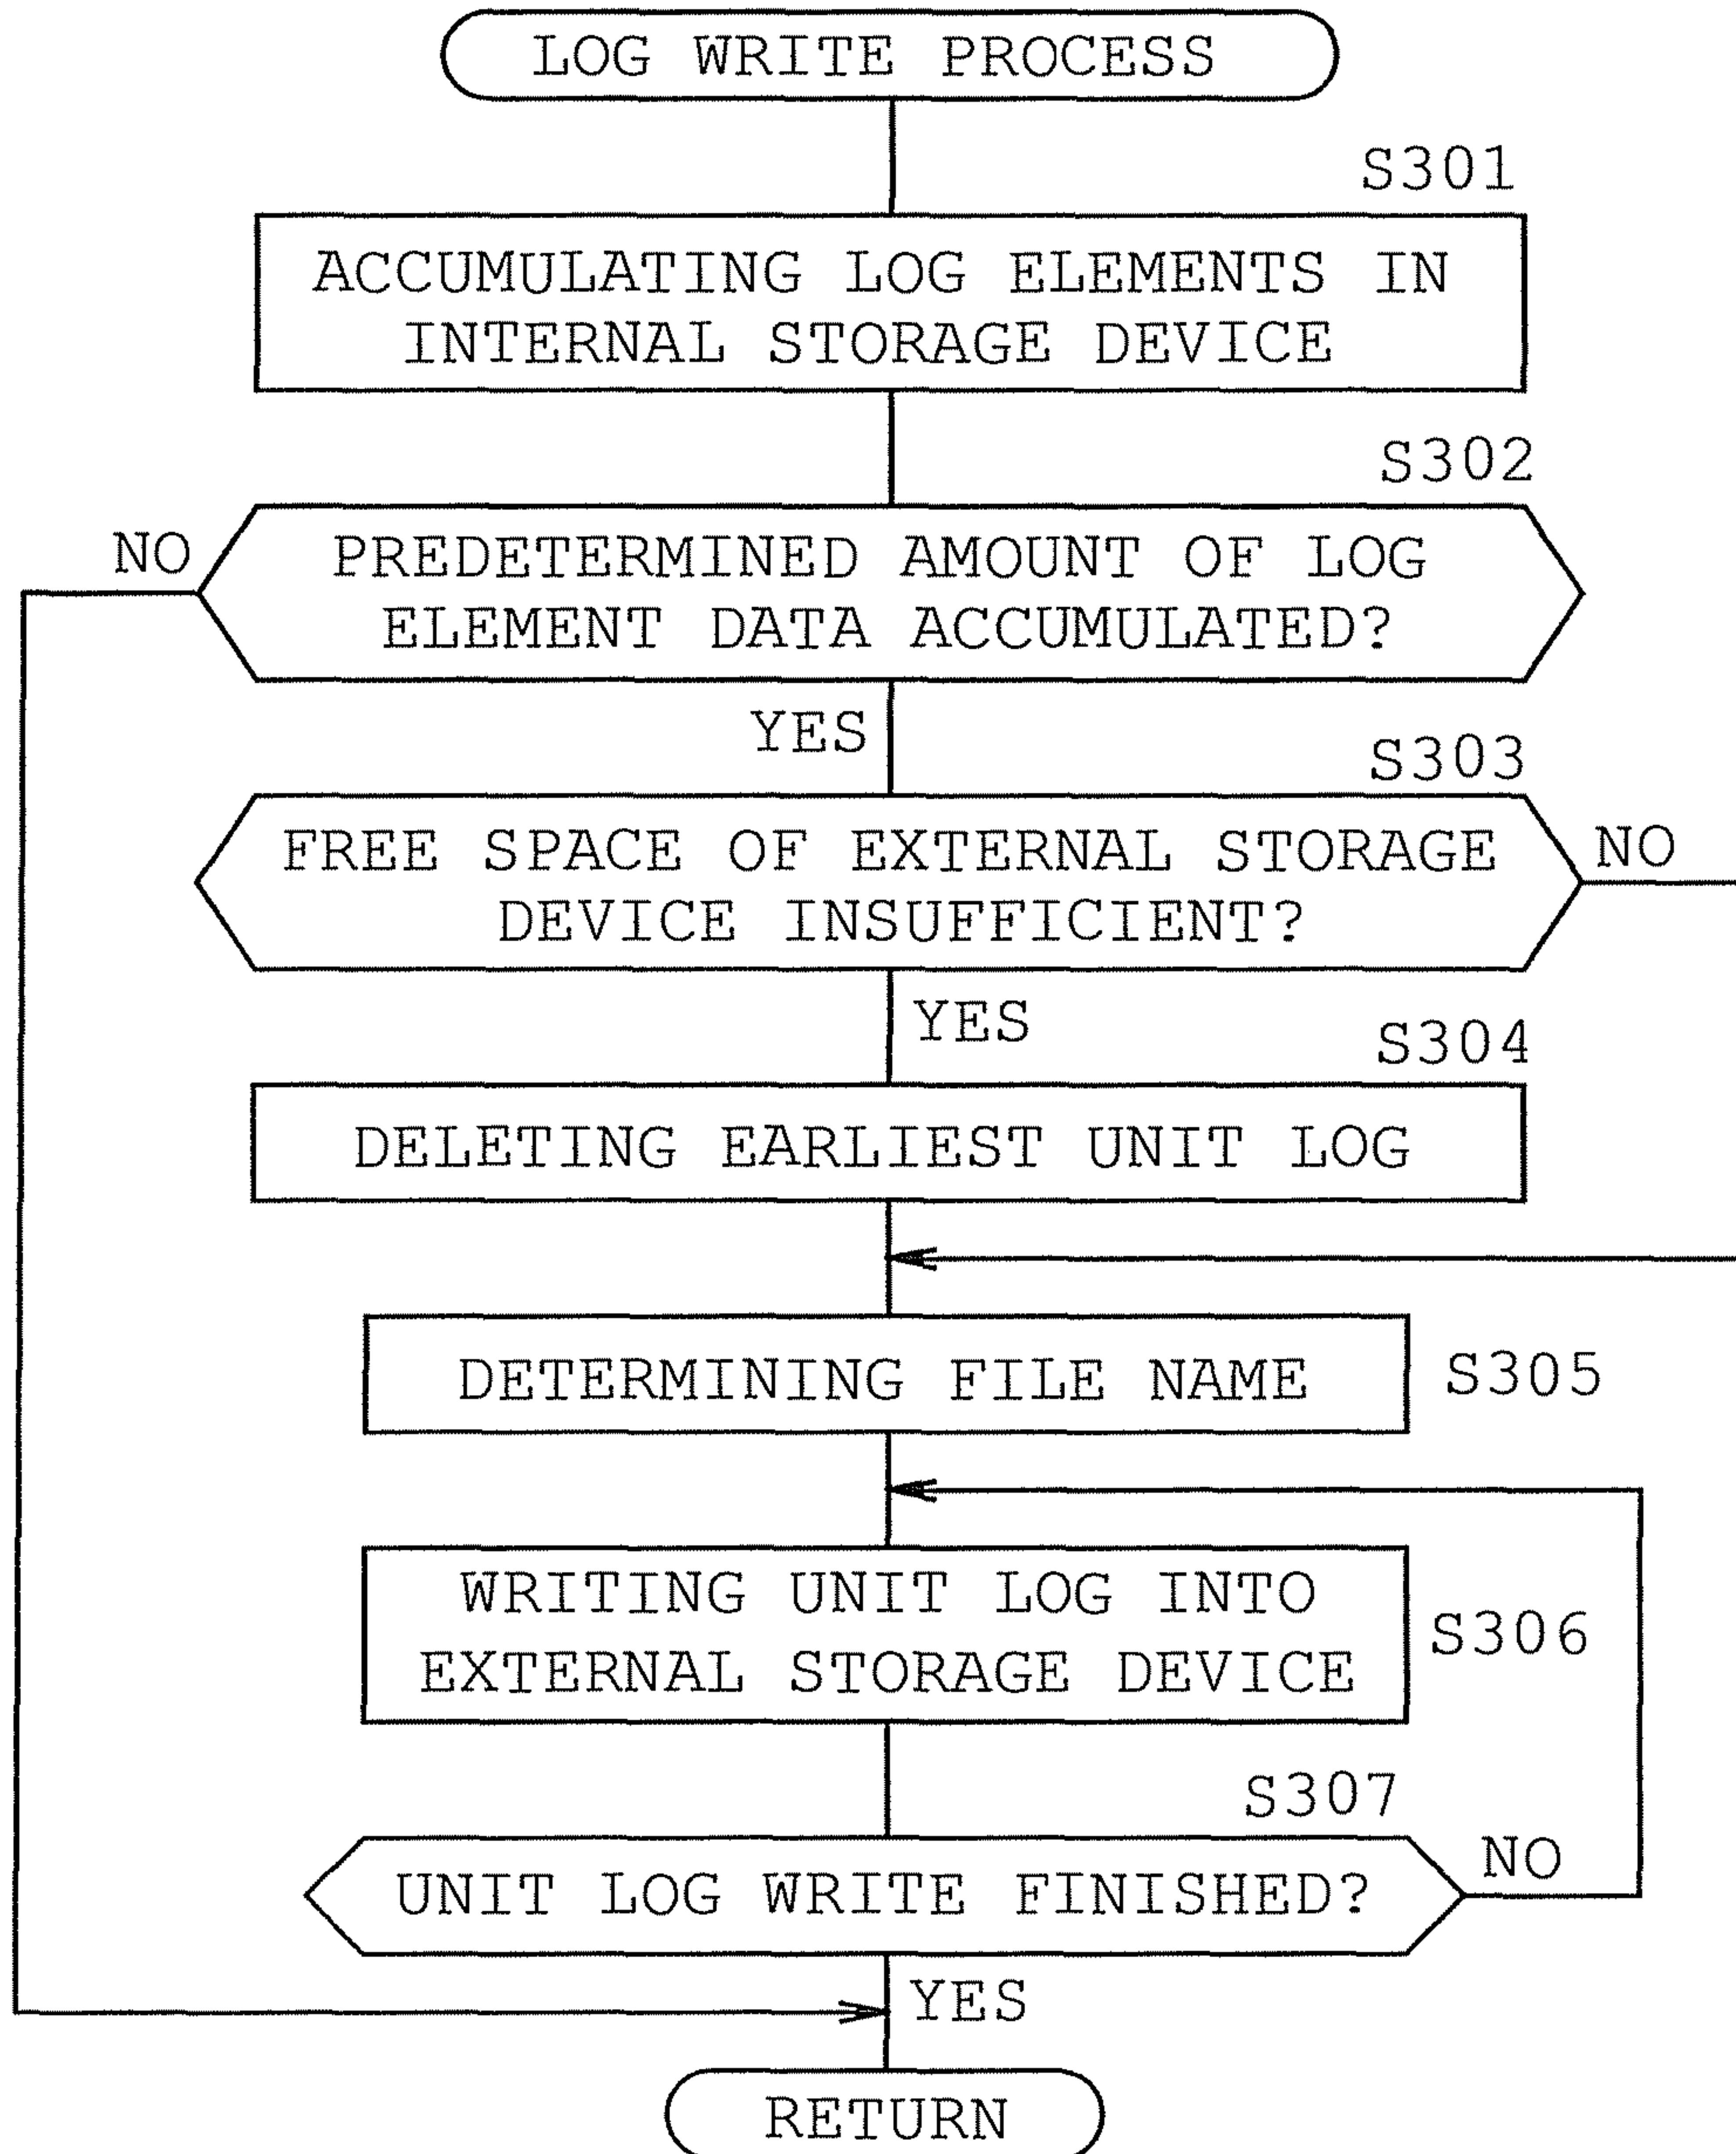 LOG WRITE PROCESS
S301
ACCUMULATING LOG ELEMENTS IN
INTERNAL STORAGE DEVICE
S302
NO
PREDETERMINED AMOUNT OF LOG
ELEMENT DATA ACCUMULATED?
YES
S303
FREE SPACE OF EXTERNAL STORAGE
DEVICE INSUFFICIENT?
NO
YES
S304
DELETING EARLIEST UNIT LOG
DETERMINING FILE NAME
S305
WRITING UNIT LOG INTO
EXTERNAL STORAGE DEVICE
S306
S307
UNIT LOG WRITE FINISHED?
NO
YES
RETURN